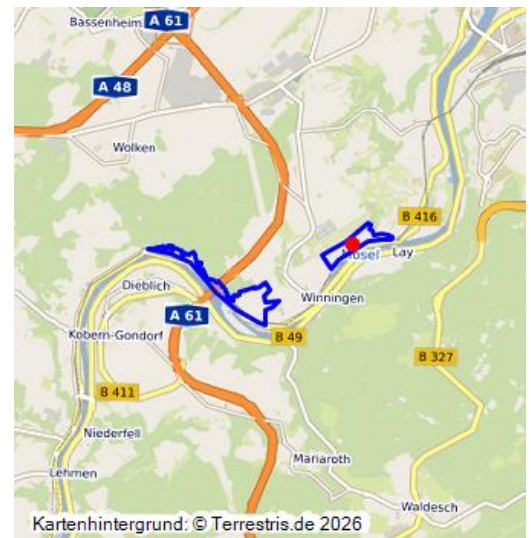 Bassenheim
A 61
A 48
Wolken
B 416
Mosel
Lay
Dieblich
Winningen
A 61
Kobern-Gondorf
B 49
B 327
B 411
Niederfell
Mariaroth
Lehmen
Waldesch
Kartenhintergrund: © Terrestris.de 2026